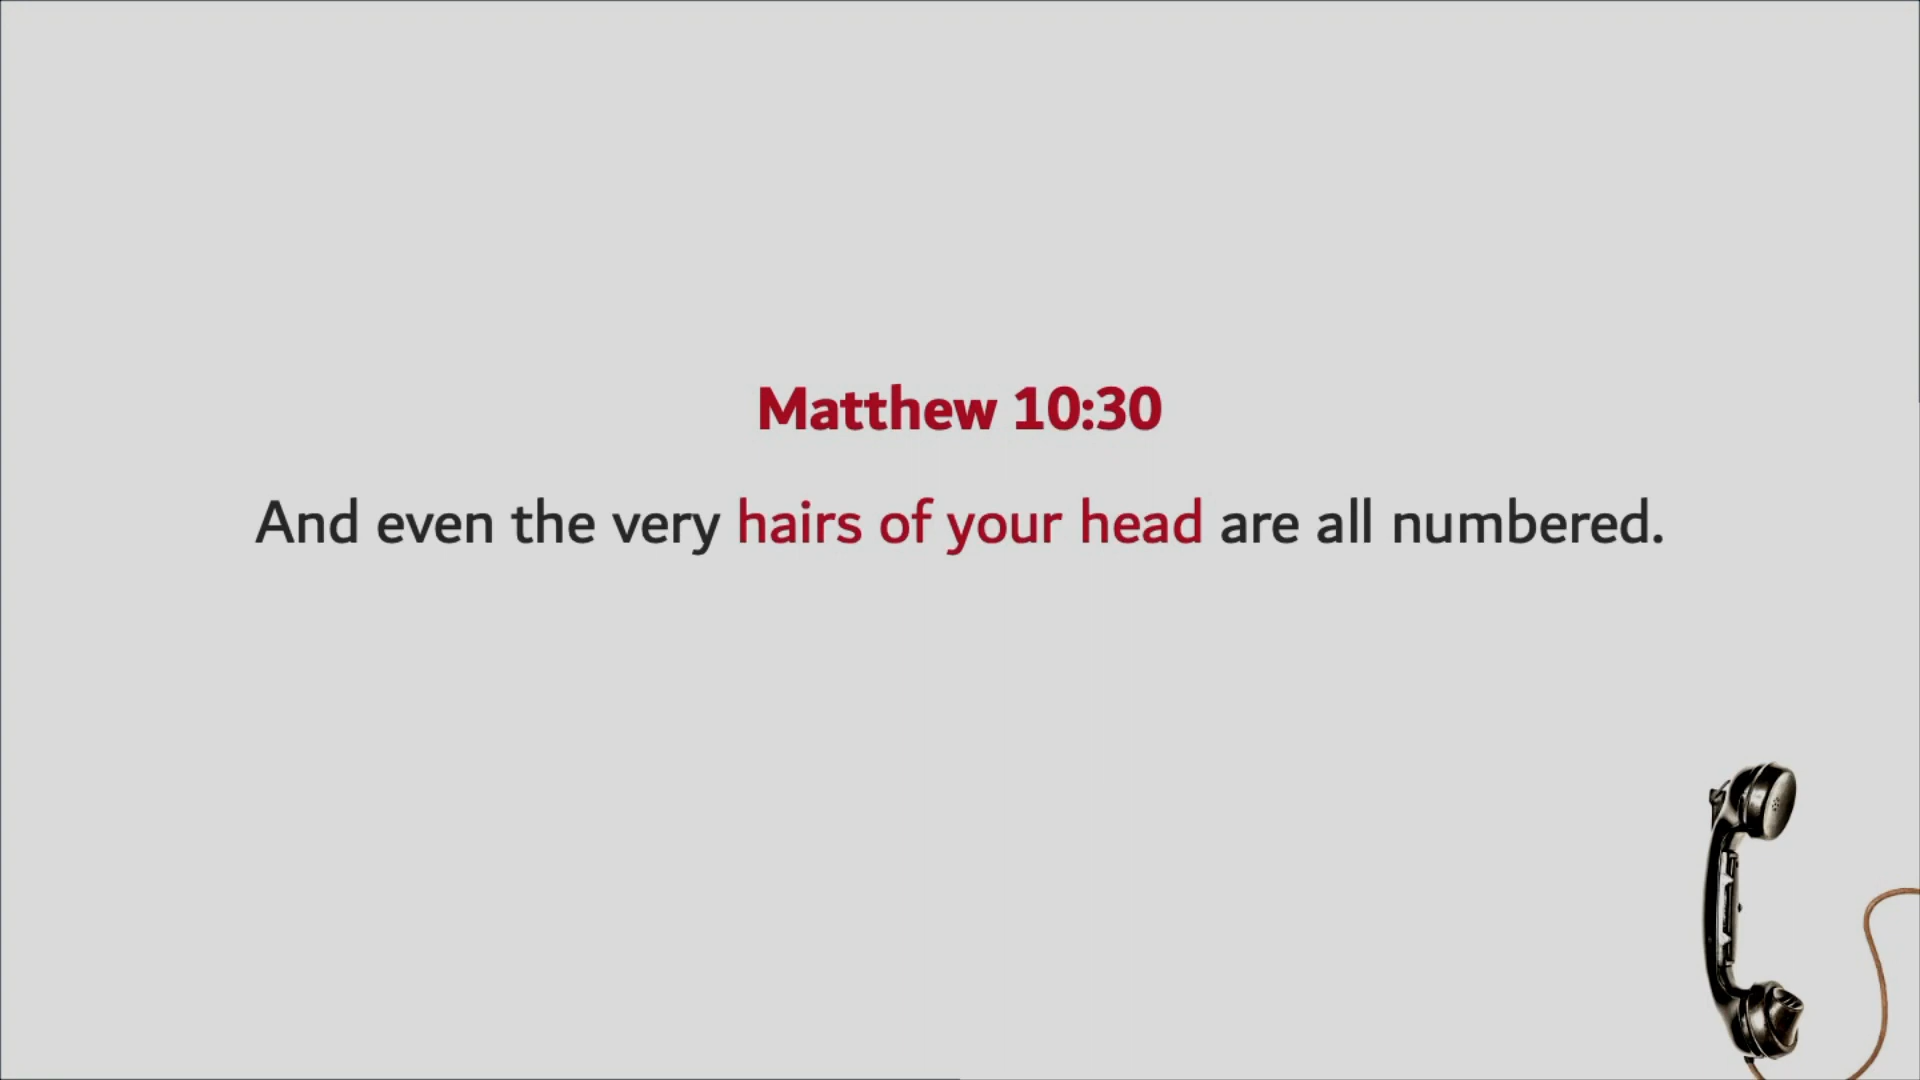 Matthew 10:30
And even the very hairs of your head are all numbered.